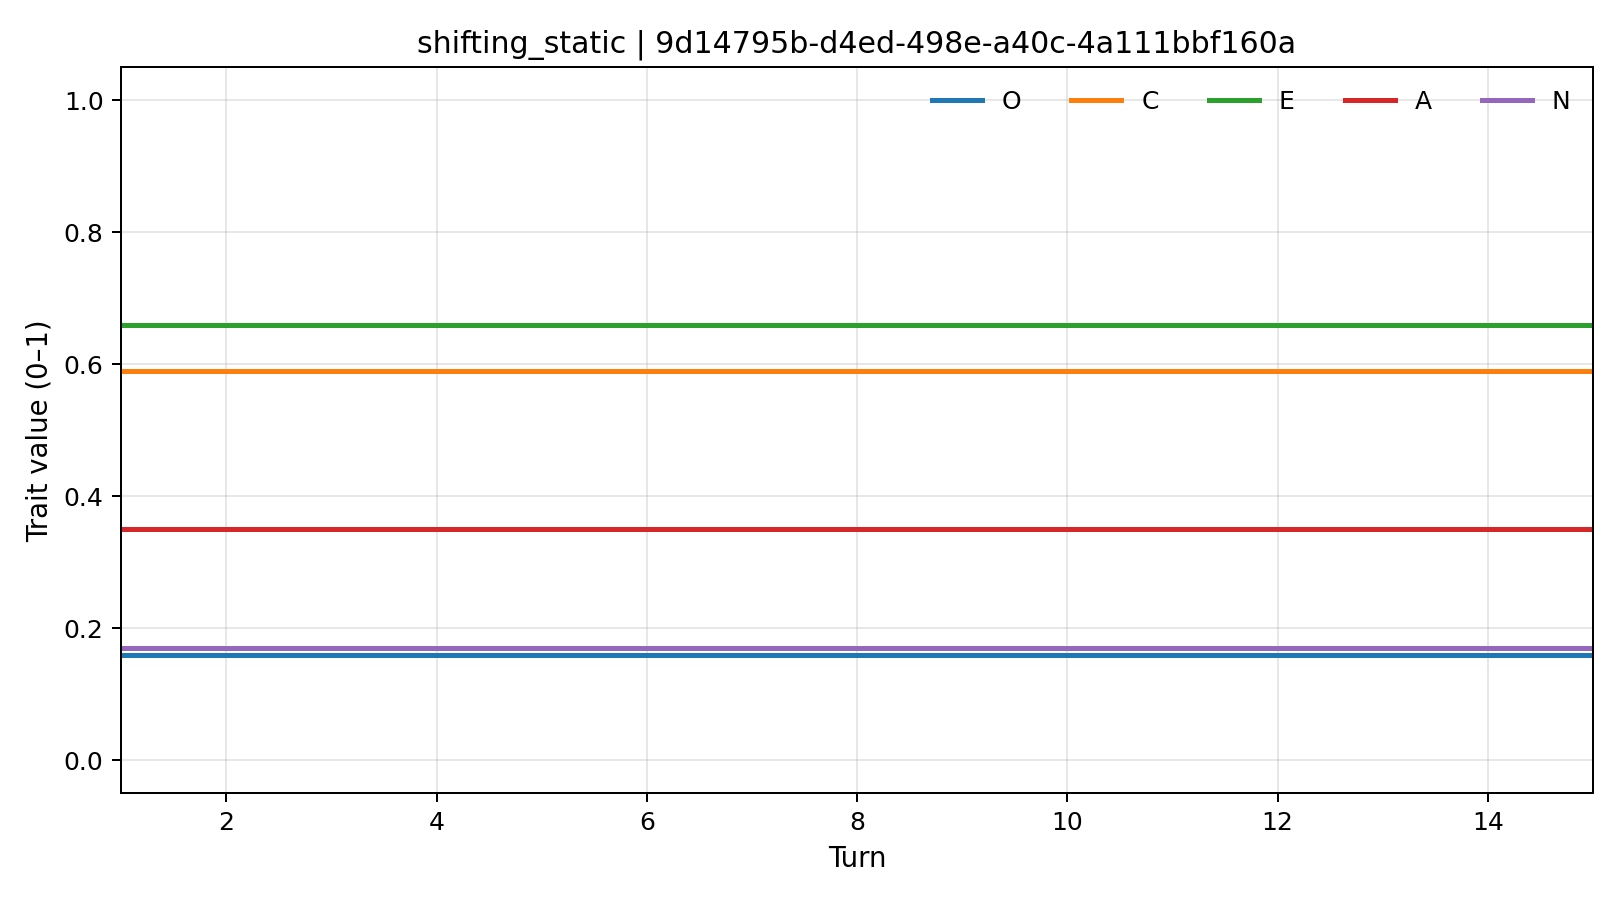 shifting_static | 9d14795b-d4ed-498e-a40c-4a111bbf160a
O C E A N
Trait value (0–1)
1.0
0.8
0.6
0.4
0.2
0.0
2 4 6 8 10 12 14
Turn